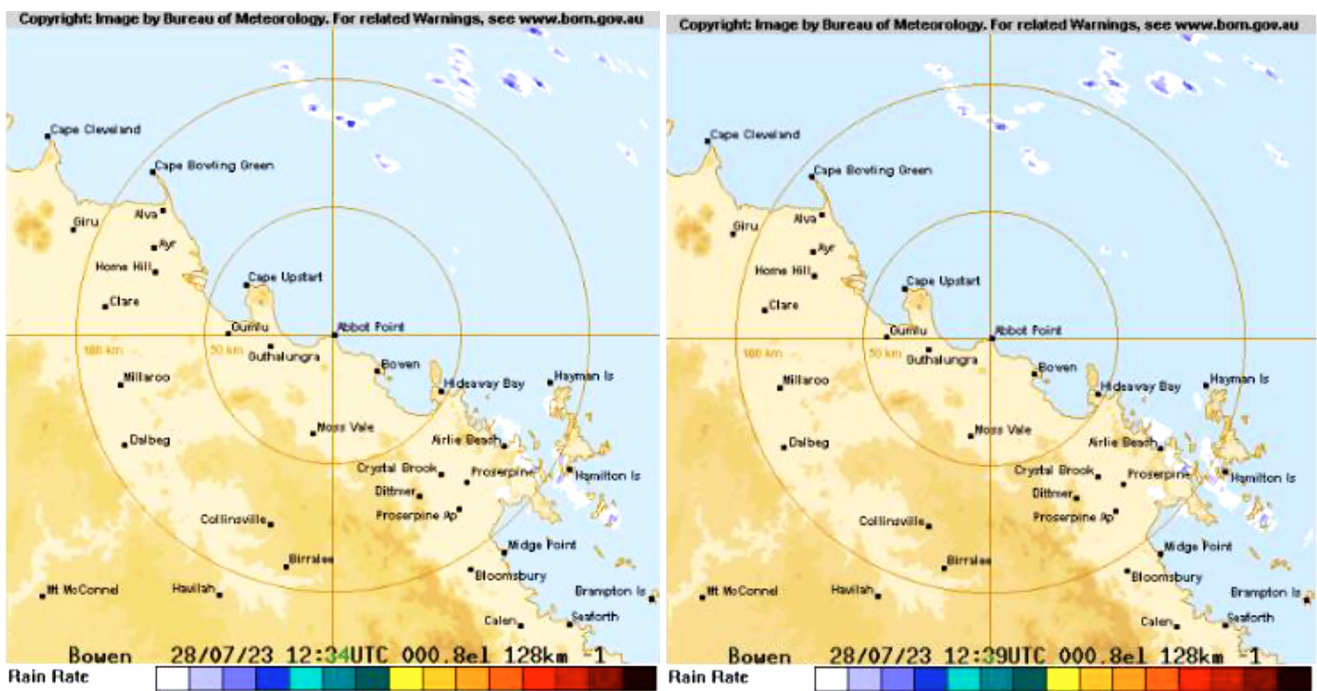 Copyright: Image by Bureau of Meteorology. For related Warnings, see www.bom.gov.au
Cape Cleveland
Cape Bowling Green
Giru
Alva
Ayr
Home Hill
Cape Upstart
Clare
Gumlu
Abbot Point
100 km
50 km
Guthalungra
Bowen
Millaroo
Hideaway Bay
Hayman Is
Moss Vale
Dalbeg
Airlie Beach
Crystal Brook
Proserpine
Hamilton Is
Dittmer
Proserpine Ap
Collinsville
Midge Point
Birralee
Bloomsbury
Mt McConnel
Havilah
Brampton Is
Calen
Seaforth
Bowen 28/07/23 12:34UTC 000.8el 128km -1
Rain Rate
Copyright: Image by Bureau of Meteorology. For related Warnings, see www.bom.gov.au
Cape Cleveland
Cape Bowling Green
Giru
Alva
Ayr
Home Hill
Cape Upstart
Clare
Gumlu
Abbot Point
100 km
50 km
Guthalungra
Bowen
Millaroo
Hideaway Bay
Hayman Is
Moss Vale
Dalbeg
Airlie Beach
Crystal Brook
Proserpine
Hamilton Is
Dittmer
Proserpine Ap
Collinsville
Midge Point
Birralee
Bloomsbury
Mt McConnel
Havilah
Brampton Is
Calen
Seaforth
Bowen 28/07/23 12:39UTC 000.8el 128km -1
Rain Rate